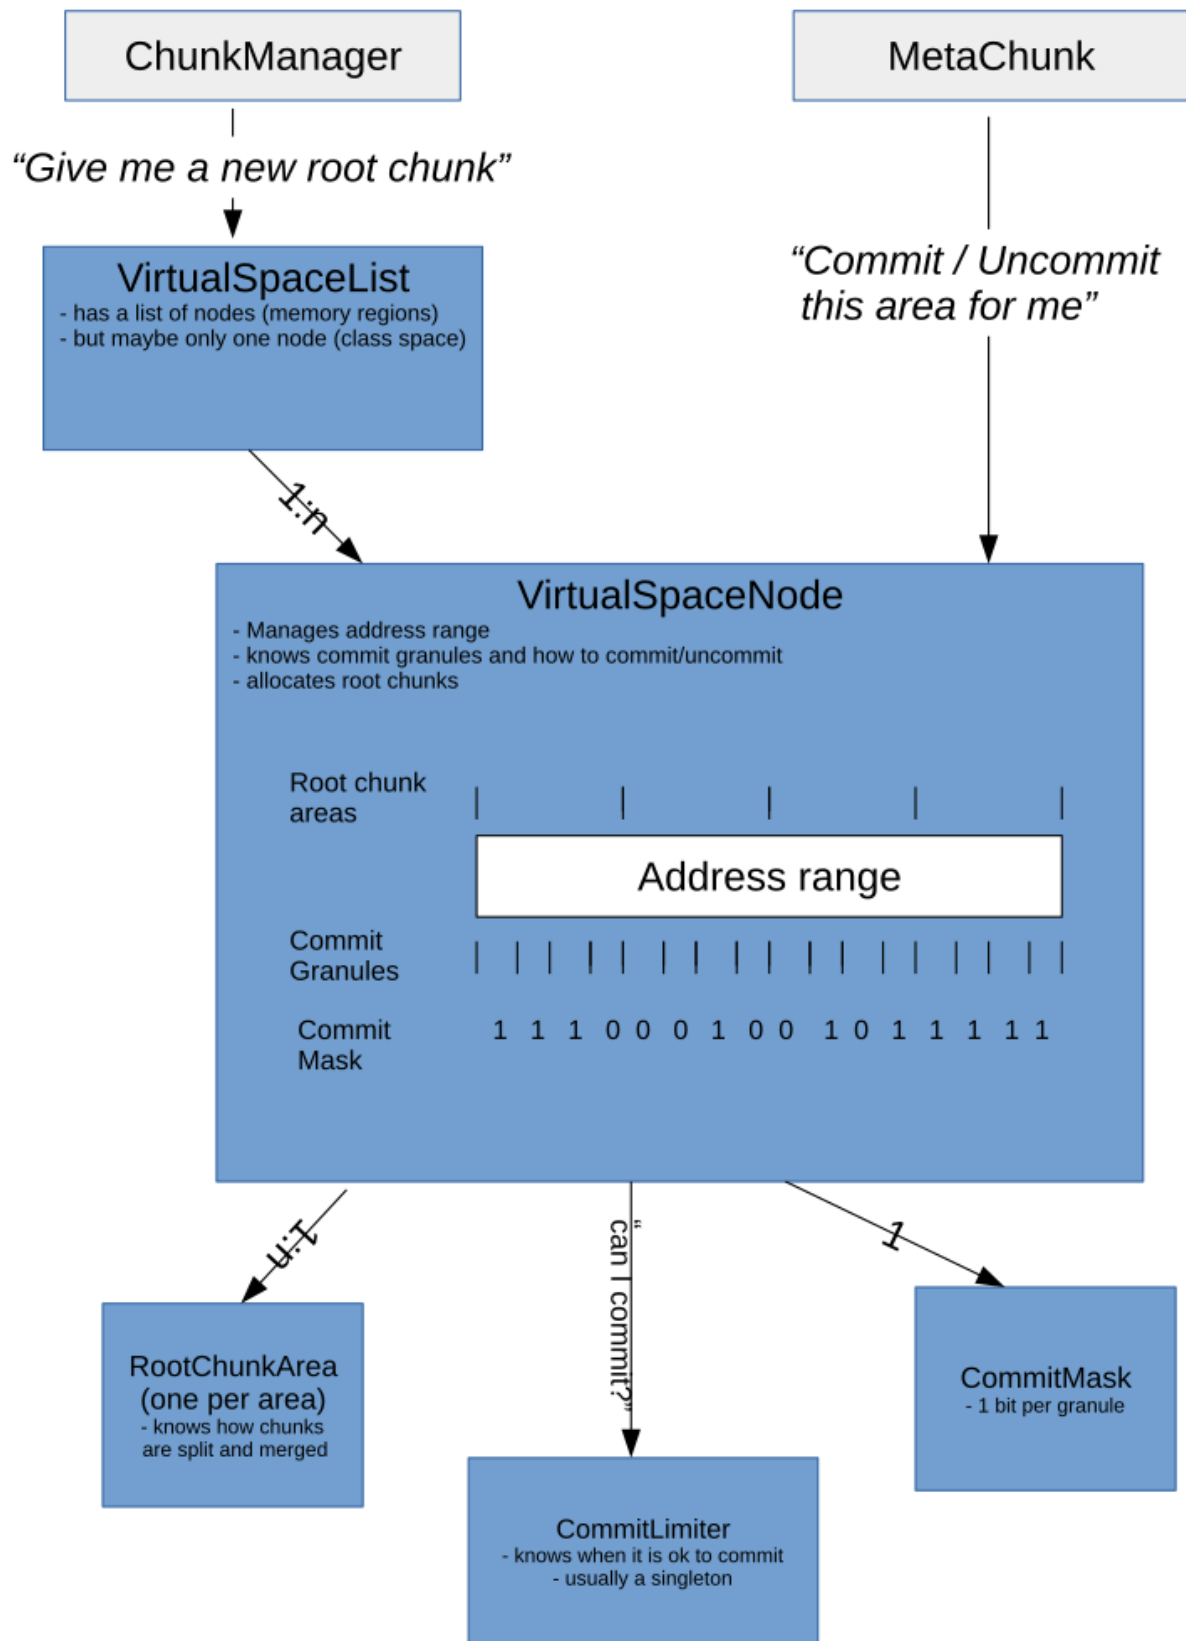 ChunkManager
MetaChunk
“Give me a new root chunk”
“Commit / Uncommit
this area for me”
VirtualSpaceList
- has a list of nodes (memory regions)
- but maybe only one node (class space)
1:n
VirtualSpaceNode
- Manages address range
- knows commit granules and how to commit/uncommit
- allocates root chunks
Root chunk
areas
Address range
Commit
Granules
Commit
Mask
1 1 1 0 0 0 1 0 0 1 0 1 1 1 1 1
1:n
“
can I commit?”
1
RootChunkArea
(one per area)
- knows how chunks
are split and merged
CommitLimiter
- knows when it is ok to commit
- usually a singleton
CommitMask
- 1 bit per granule